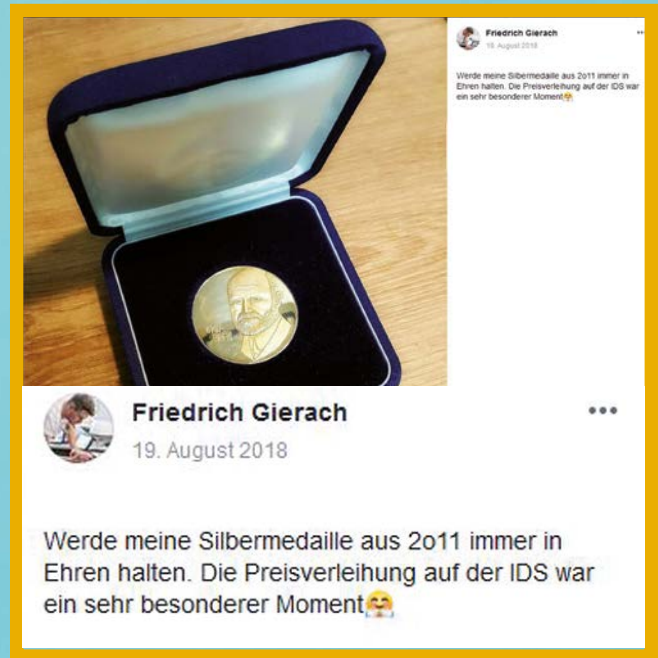 Friedrich Gierach
19. August 2018
Werde meine Silbermedaille aus 2o11 immer in
Ehren halten. Die Preisverleihung auf der IDS war
ein sehr besonderer Moment🤗
Friedrich Gierach
19. August 2018
Werde meine Silbermedaille aus 2o11 immer in
Ehren halten. Die Preisverleihung auf der IDS war
ein sehr besonderer Moment🤗